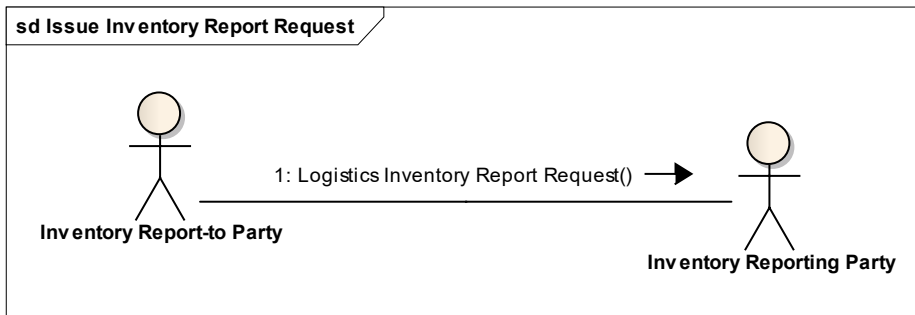 sd Issue Inventory Report Request
1: Logistics Inventory Report Request()
Inventory Report-to Party
Inventory Reporting Party